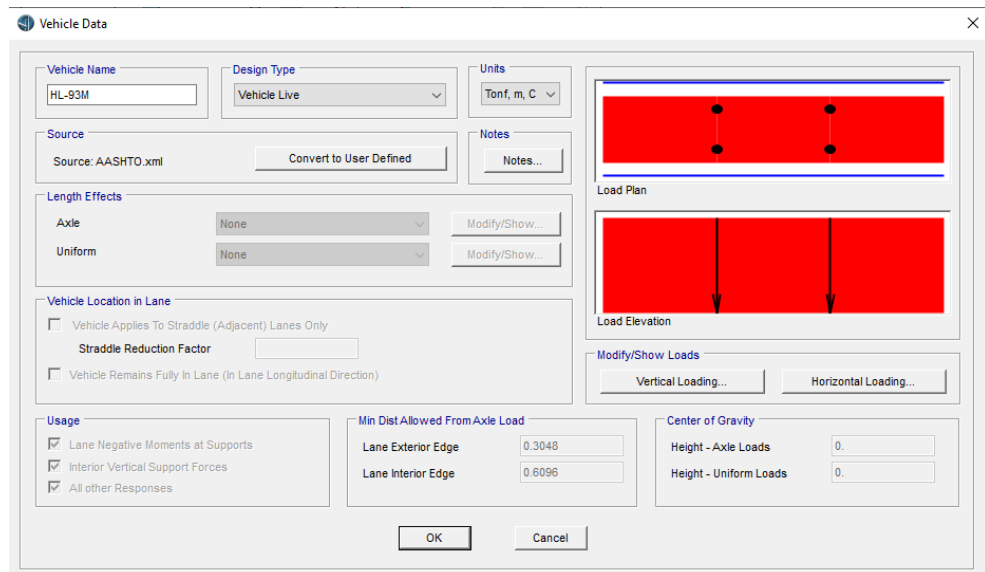 Vehicle Data
Vehicle Name
HL-93M
Design Type
Vehicle Live
Units
Tonf, m, C
Source
Source: AASHTO.xml
Convert to User Defined
Notes
Notes...
Load Plan
Length Effects
Axle
None
Modify/Show...
Uniform
None
Modify/Show...
Load Elevation
Vehicle Location in Lane
Vehicle Applies To Straddle (Adjacent) Lanes Only
Straddle Reduction Factor
Vehicle Remains Fully In Lane (In Lane Longitudinal Direction)
Modify/Show Loads
Vertical Loading...
Horizontal Loading...
Usage
Lane Negative Moments at Supports
Interior Vertical Support Forces
All other Responses
Min Dist Allowed From Axle Load
Lane Exterior Edge
0.3048
Lane Interior Edge
0.6096
Center of Gravity
Height - Axle Loads
0.
Height - Uniform Loads
0.
OK
Cancel